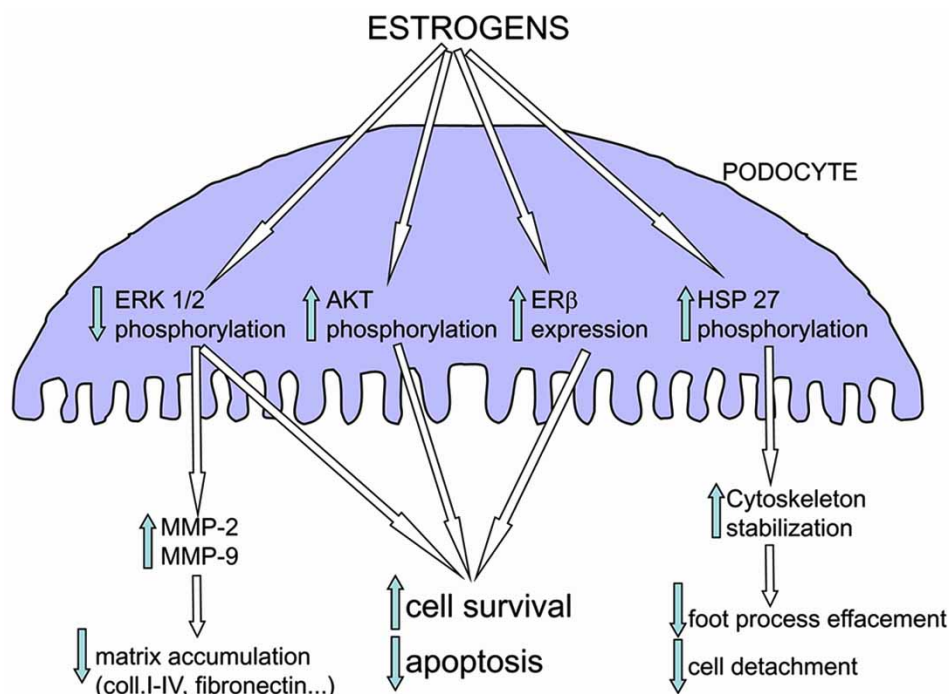 ESTROGENS
PODOCYTE
ERK 1/2
phosphorylation
AKT
phosphorylation
ERβ
expression
HSP 27
phosphorylation
MMP-2
MMP-9
Cytoskeleton
stabilization
cell survival
apoptosis
foot process effacement
cell detachment
matrix accumulation
(coll.I-IV, fibronectin...)